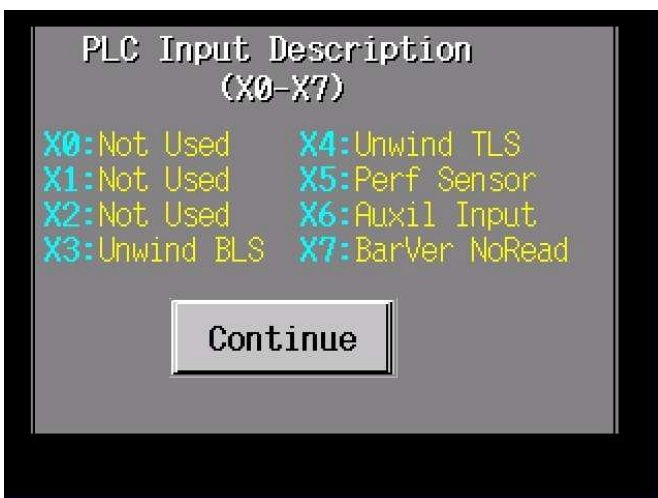 PLC Input Description
(X0-X7)
X0:Not Used X4:Unwind TLS
X1:Not Used X5:Perf Sensor
X2:Not Used X6:Auxil Input
X3:Unwind BLS X7:BarVer NoRead
Continue